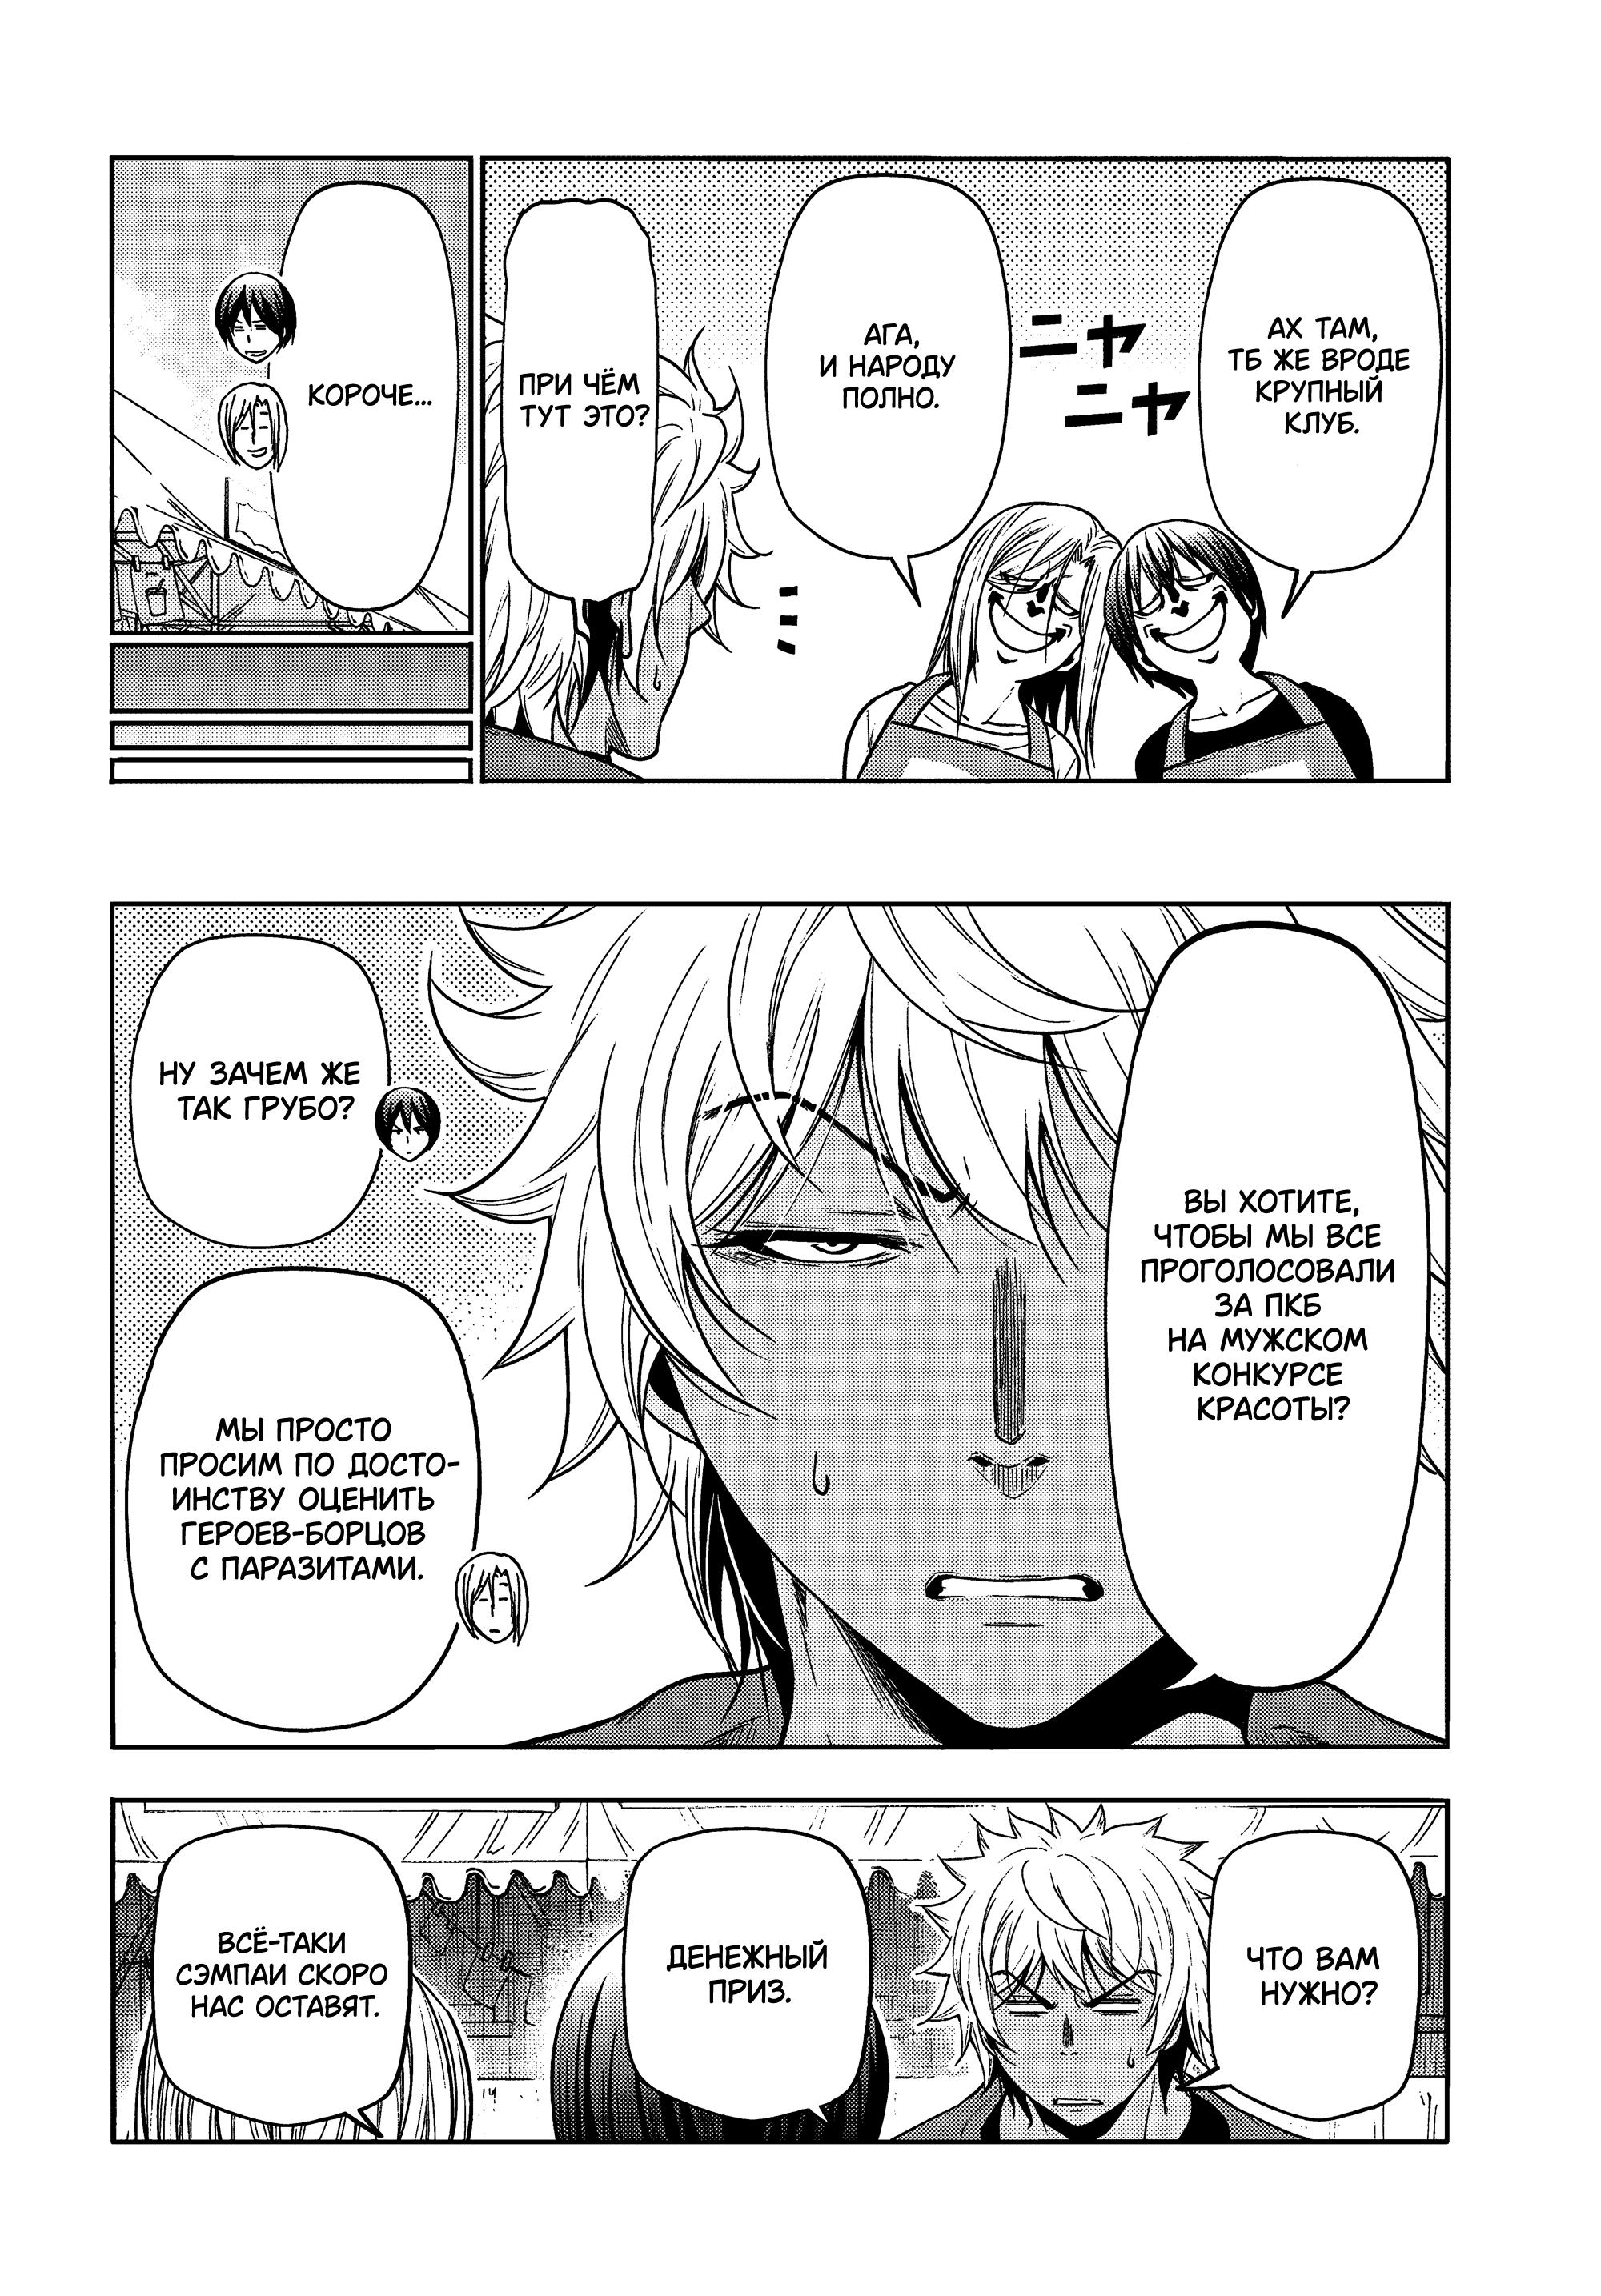 АХ ТАМ,
ТБ ЖЕ ВРОДЕ
КРУПНЫЙ
КЛУБ.
ニヤ
ニヤ
АГА,
И НАРОДУ
ПОЛНО.
ПРИ ЧЁМ
ТУТ ЭТО?
КОРОЧЕ...
ВЫ ХОТИТЕ,
ЧТОБЫ МЫ ВСЕ
ПРОГОЛОСОВАЛИ
ЗА ПКБ
НА МУЖСКОМ
КОНКУРСЕ
КРАСОТЫ?
НУ ЗАЧЕМ ЖЕ
ТАК ГРУБО?
МЫ ПРОСТО
ПРОСИМ ПО ДОСТО-
ИНСТВУ ОЦЕНИТЬ
ГЕРОЕВ-БОРЦОВ
С ПАРАЗИТАМИ.
ЧТО ВАМ
НУЖНО?
ДЕНЕЖНЫЙ
ПРИЗ.
ВСЁ-ТАКИ
СЭМПАИ СКОРО
НАС ОСТАВЯТ.